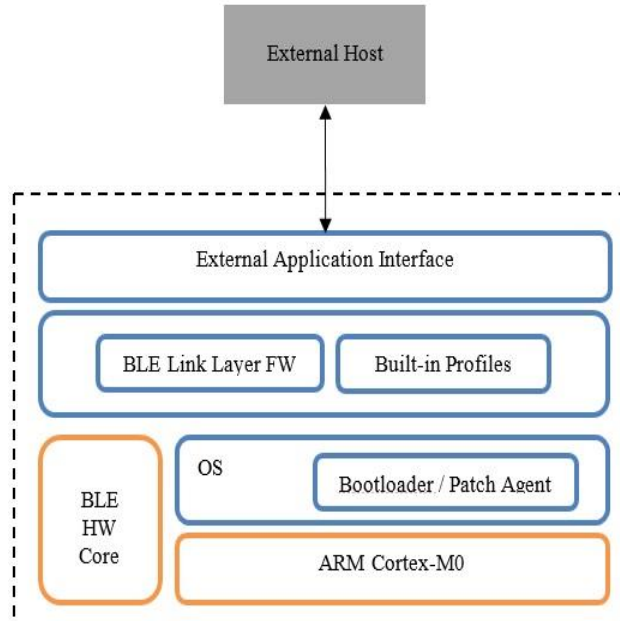 External Host
External Application Interface
BLE Link Layer FW
Built-in Profiles
OS
Bootloader / Patch Agent
BLE
HW
Core
ARM Cortex-M0